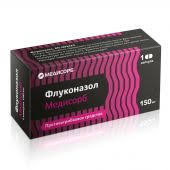 МЕДИСОРБ
1
капсула
Флуконазол
Медисорб
Противогрибковое средство
150 мг